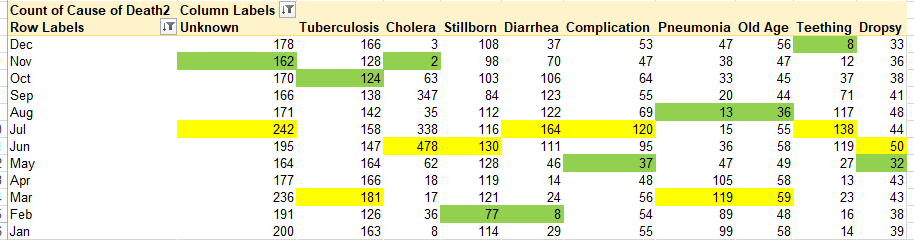 Count of Cause of Death2 Column Labels
Row Labels Unknown Tuberculosis Cholera Stillborn Diarrhea Complication Pneumonia Old Age Teething Dropsy
Dec 178 166 3 108 37 53 47 56 8 33
Nov 162 128 2 98 70 47 38 47 12 36
Oct 170 124 63 103 106 64 33 45 37 38
Sep 166 138 347 84 123 55 20 44 71 41
Aug 171 142 35 112 122 69 13 36 117 48
Jul 242 158 338 116 164 120 15 55 138 44
Jun 195 147 478 130 111 95 36 58 119 50
May 164 164 62 128 46 37 47 49 27 32
Apr 177 166 18 119 14 48 105 58 13 43
Mar 236 181 17 121 24 56 119 59 23 43
Feb 191 126 36 77 8 54 89 48 16 38
Jan 200 163 8 114 29 55 99 58 14 39